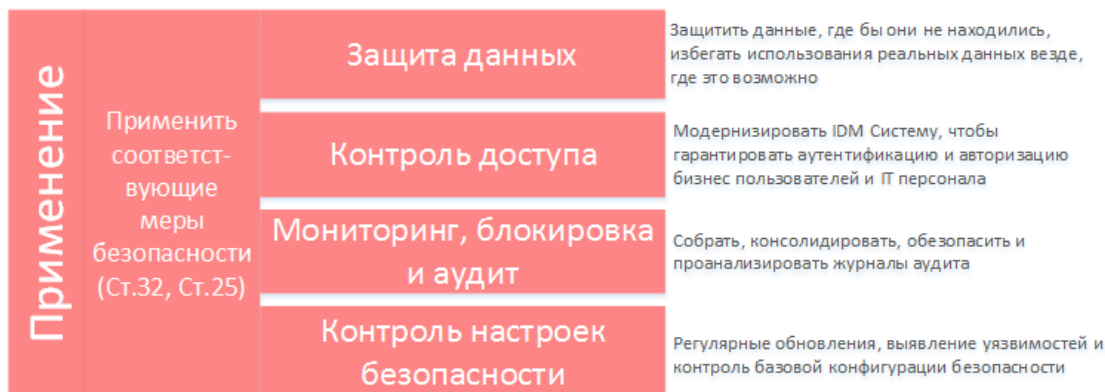 Применение
Применить
соответст-
вующие
меры
безопасности
(Ст.32, Ст.25)
Защита данных
Защитить данные, где бы они не находились,
избегать использования реальных данных везде,
где это возможно
Контроль доступа
Модернизировать IDM Систему, чтобы
гарантировать аутентификацию и авторизацию
бизнес пользователей и IT персонала
Мониторинг, блокировка
и аудит
Собрать, консолидировать, обезопасить и
проанализировать журналы аудита
Контроль настроек
безопасности
Регулярные обновления, выявление уязвимостей и
контроль базовой конфигурации безопасности